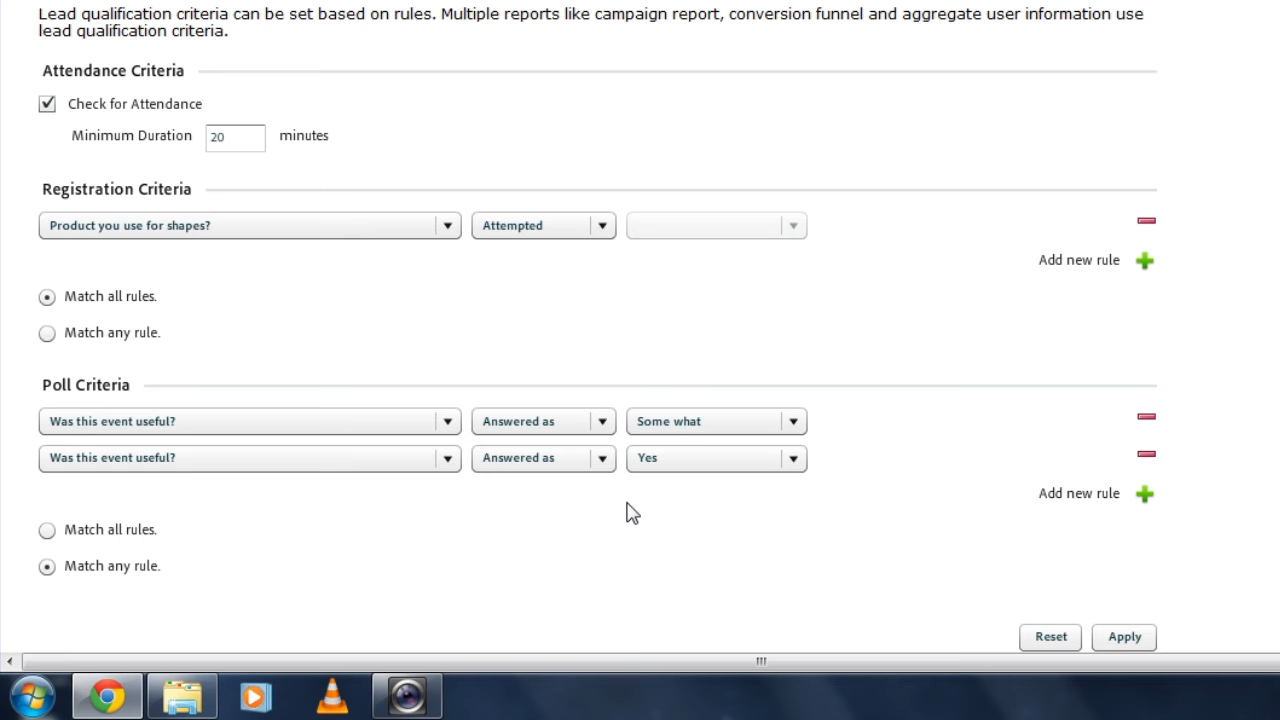 Lead qualification criteria can be set based on rules. Multiple reports like campaign report, conversion funnel and aggregate user information use
lead qualification criteria.
Attendance Criteria
Check for Attendance
Minimum Duration 20 minutes
Registration Criteria
Product you use for shapes? Attempted
Add new rule
Match all rules.
Match any rule.
Poll Criteria
Was this event useful? Answered as Some what
Was this event useful? Answered as Yes
Add new rule
Match all rules.
Match any rule.
Reset Apply